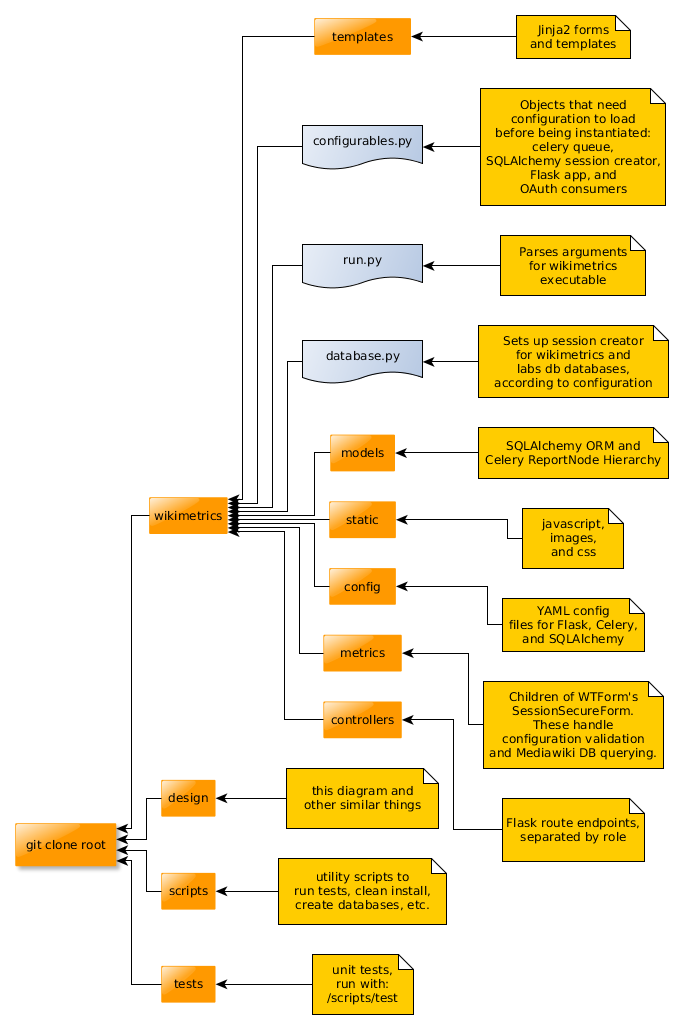 templates
Jinja2 forms
and templates
configurables.py
Objects that need
configuration to load
before being instantiated:
celery queue,
SQLAlchemy session creator,
Flask app, and
OAuth consumers
run.py
Parses arguments
for wikimetrics
executable
database.py
Sets up session creator
for wikimetrics and
labs db databases,
according to configuration
models
SQLAlchemy ORM and
Celery ReportNode Hierarchy
wikimetrics
static
javascript,
images,
and css
config
YAML config
files for Flask, Celery,
and SQLAlchemy
metrics
Children of WTForm's
SessionSecureForm.
These handle
configuration validation
and Mediawiki DB querying.
controllers
Flask route endpoints,
separated by role
design
this diagram and
other similar things
git clone root
scripts
utility scripts to
run tests, clean install,
create databases, etc.
tests
unit tests,
run with:
/scripts/test